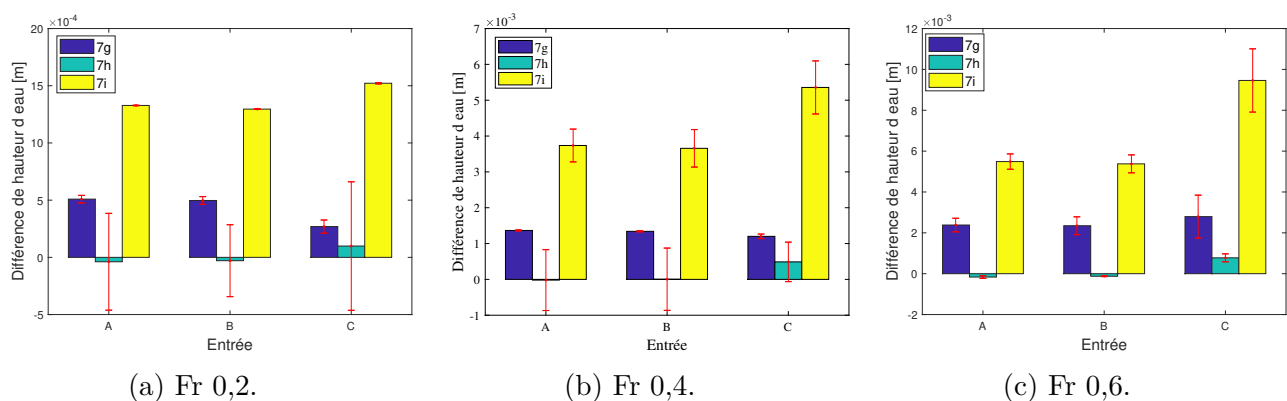 ×10⁻⁴
20
15
10
5
0
-5
Différence de hauteur d eau [m]
7g
7h
7i
A B C
Entrée
(a) Fr 0,2.
×10⁻³
7
6
5
4
3
2
1
0
-1
Différence de hauteur d eau [m]
7g
7h
7i
A B C
Entrée
(b) Fr 0,4.
×10⁻³
12
10
8
6
4
2
0
-2
Différence de hauteur d eau [m]
7g
7h
7i
A B C
Entrée
(c) Fr 0,6.